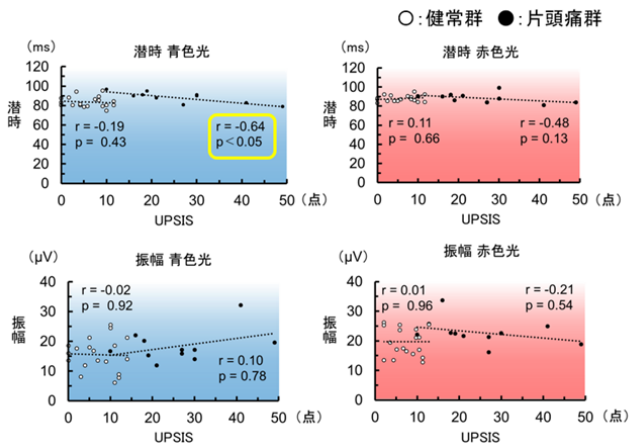 ○:健常群 ●:片頭痛群
潜時 青色光
(ms)
120
100
80
60
40
20
0
潜時
r = -0.19
p = 0.43
r = -0.64
p＜0.05
0 10 20 30 40 50 (点)
UPSIS
潜時 赤色光
(ms)
120
100
80
60
40
20
0
潜時
r = 0.11
p = 0.66
r = -0.48
p = 0.13
0 10 20 30 40 50 (点)
UPSIS
振幅 青色光
(μV)
40
30
20
10
0
振幅
r = -0.02
p = 0.92
r = 0.10
p = 0.78
0 10 20 30 40 50 (点)
UPSIS
振幅 赤色光
(μV)
40
30
20
10
0
振幅
r = 0.01
p = 0.96
r = -0.21
p = 0.54
0 10 20 30 40 50 (点)
UPSIS